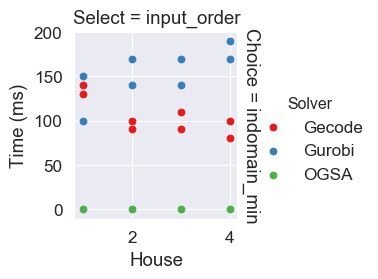 Select = input_order
200
150
100
50
0
Time (ms)
2
4
House
Choice = indomain_min
Solver
Gecode
Gurobi
OGSA